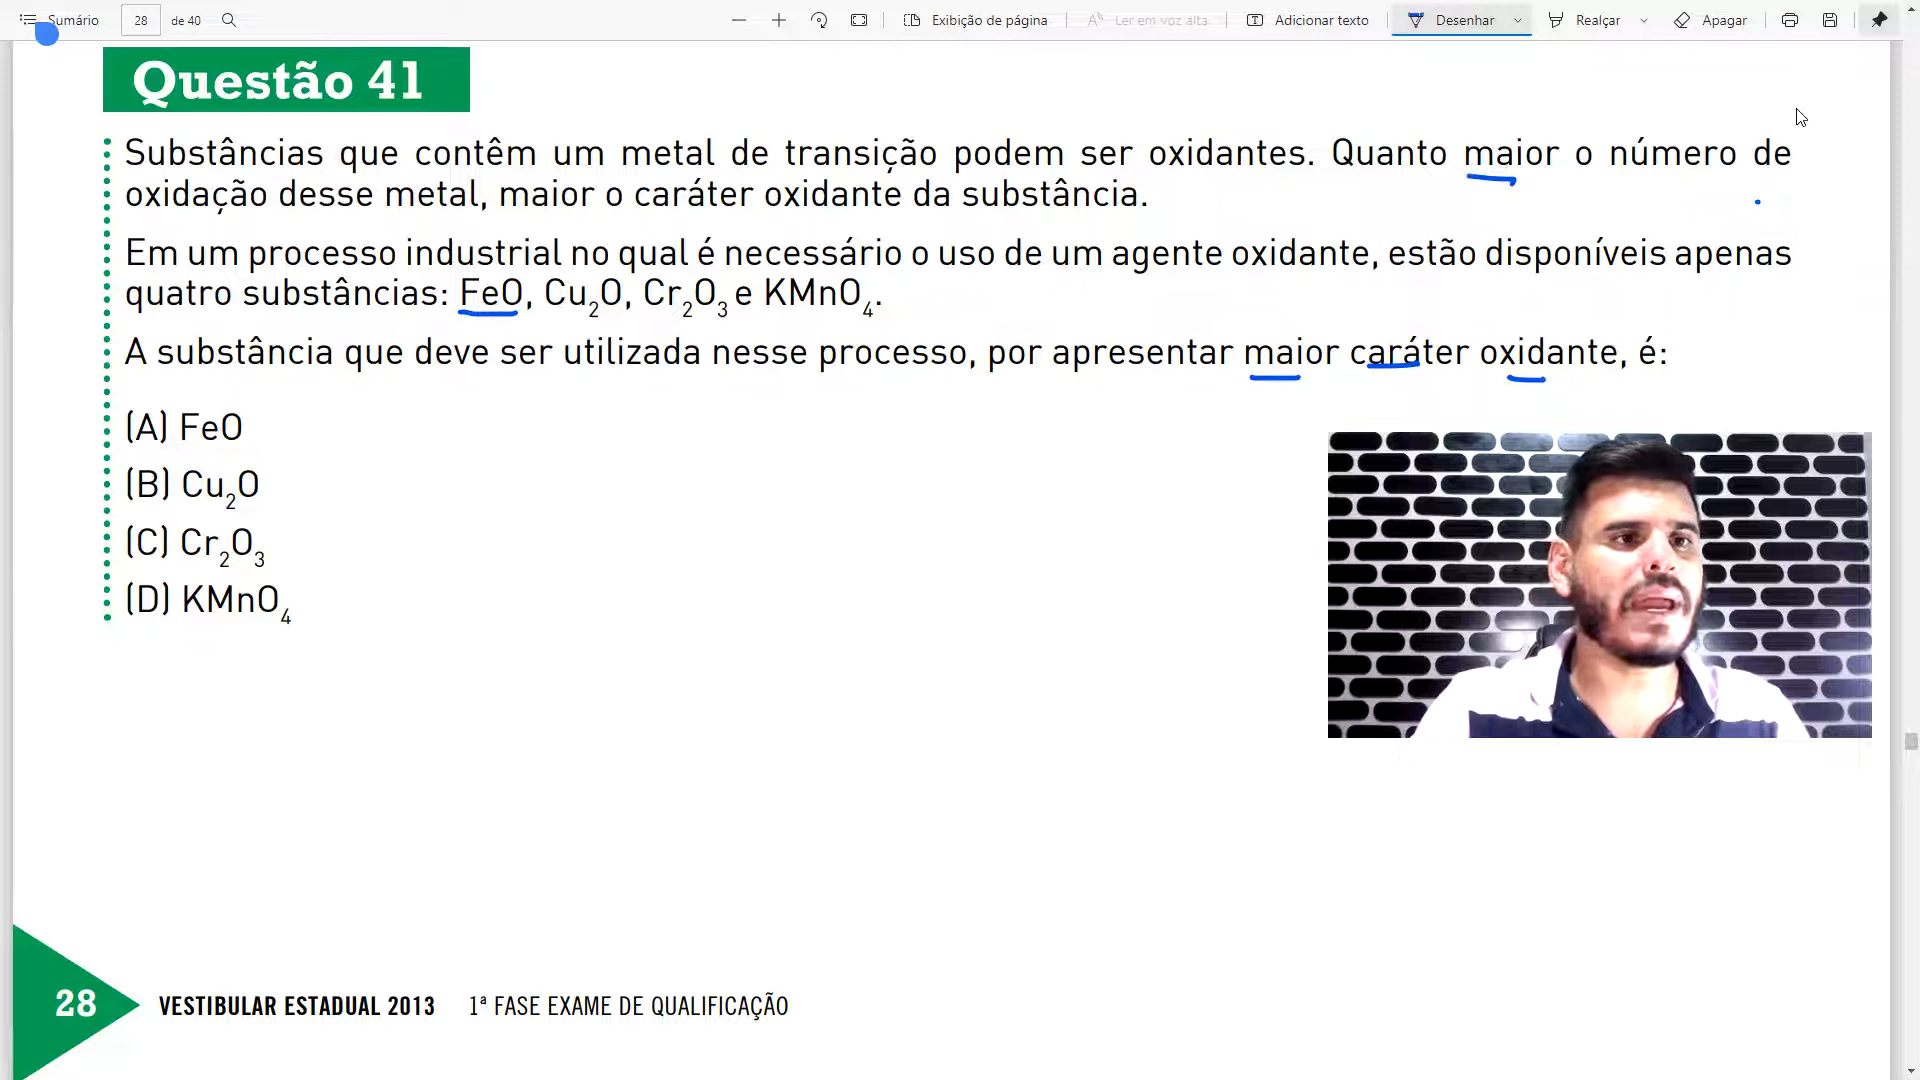 Sumário 28 de 40 Exibição de página Ler em voz alta Adicionar texto Desenhar Realçar Apagar
Questão 41
Substâncias que contêm um metal de transição podem ser oxidantes. Quanto maior o número de
oxidação desse metal, maior o caráter oxidante da substância.
Em um processo industrial no qual é necessário o uso de um agente oxidante, estão disponíveis apenas
quatro substâncias: FeO, Cu₂O, Cr₂O₃ e KMnO₄.
A substância que deve ser utilizada nesse processo, por apresentar maior caráter oxidante, é:
(A) FeO
(B) Cu₂O
(C) Cr₂O₃
(D) KMnO₄
28 VESTIBULAR ESTADUAL 2013 1ª FASE EXAME DE QUALIFICAÇÃO